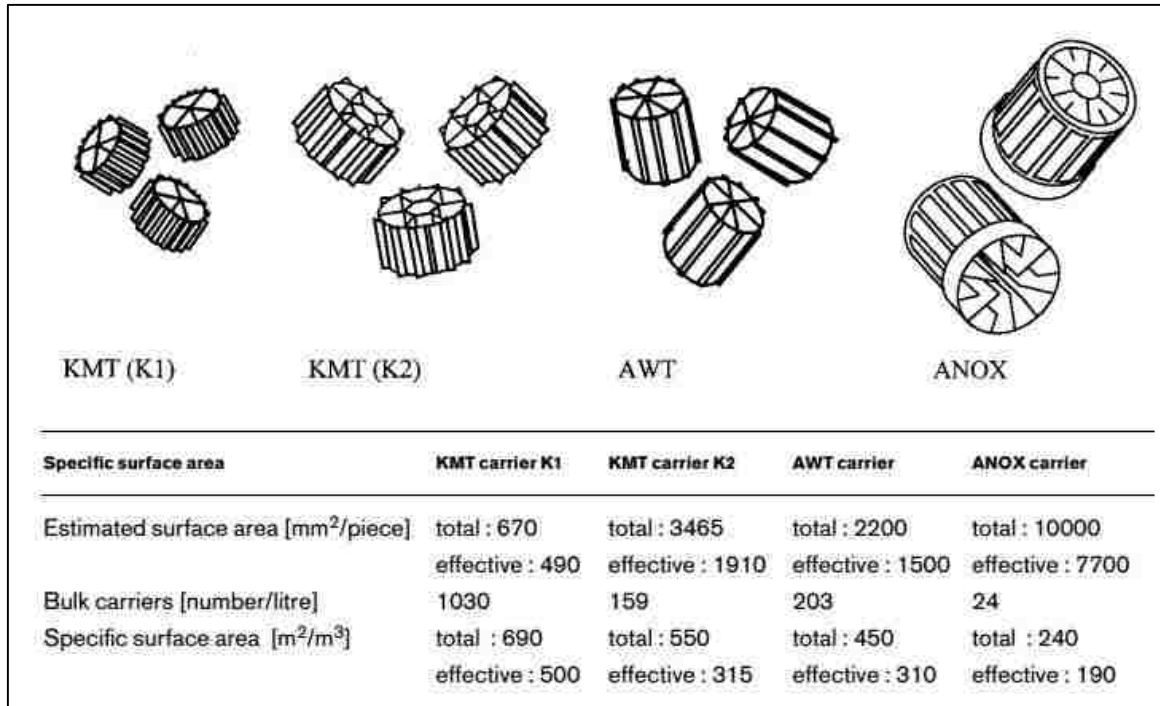 KMT (K1) KMT (K2) AWT ANOX
Specific surface area KMT carrier K1 KMT carrier K2 AWT carrier ANOX carrier
Estimated surface area [mm²/piece] total : 670 total : 3465 total : 2200 total : 10000
effective : 490 effective : 1910 effective : 1500 effective : 7700
Bulk carriers [number/litre] 1030 159 203 24
Specific surface area [m²/m³] total : 690 total : 550 total : 450 total : 240
effective : 500 effective : 315 effective : 310 effective : 190